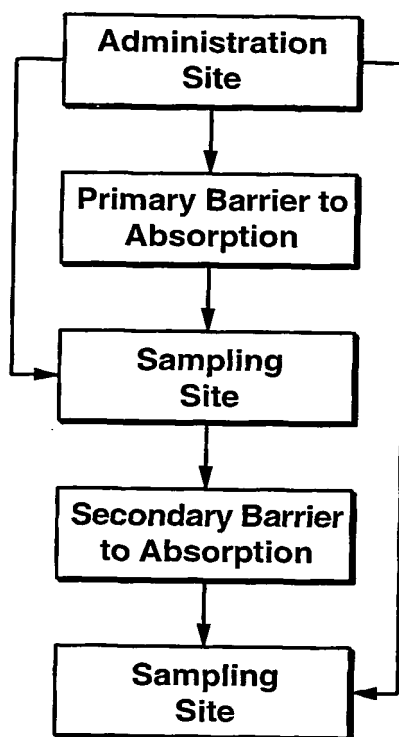 Administration
Site
Primary Barrier to
Absorption
Sampling
Site
Secondary Barrier
to Absorption
Sampling
Site